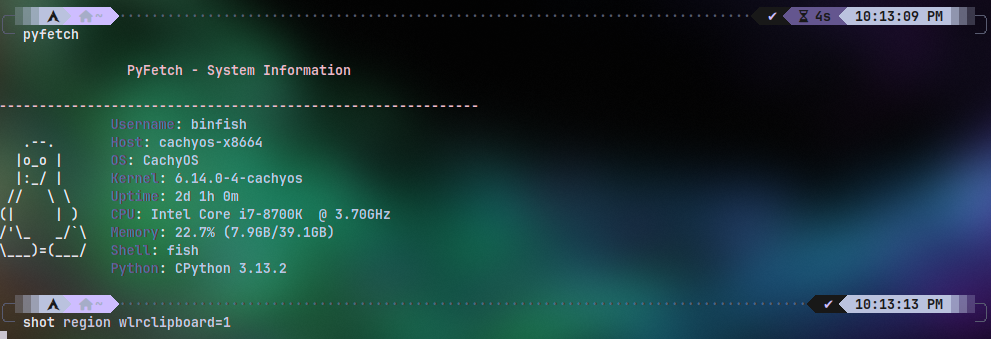 ~ ✔ 4s 10:13:09 PM
pyfetch
PyFetch - System Information
------------------------------------------------------------
Username: binfish
.--. Host: cachyos-x8664
|o_o | OS: CachyOS
|:_/ | Kernel: 6.14.0-4-cachyos
// \ \ Uptime: 2d 1h 0m
(| | ) CPU: Intel Core i7-8700K @ 3.70GHz
/'\_ _/`\ Memory: 22.7% (7.9GB/39.1GB)
\___)=(___/ Shell: fish
Python: CPython 3.13.2
~ ✔ 10:13:13 PM
shot region wlrclipboard=1